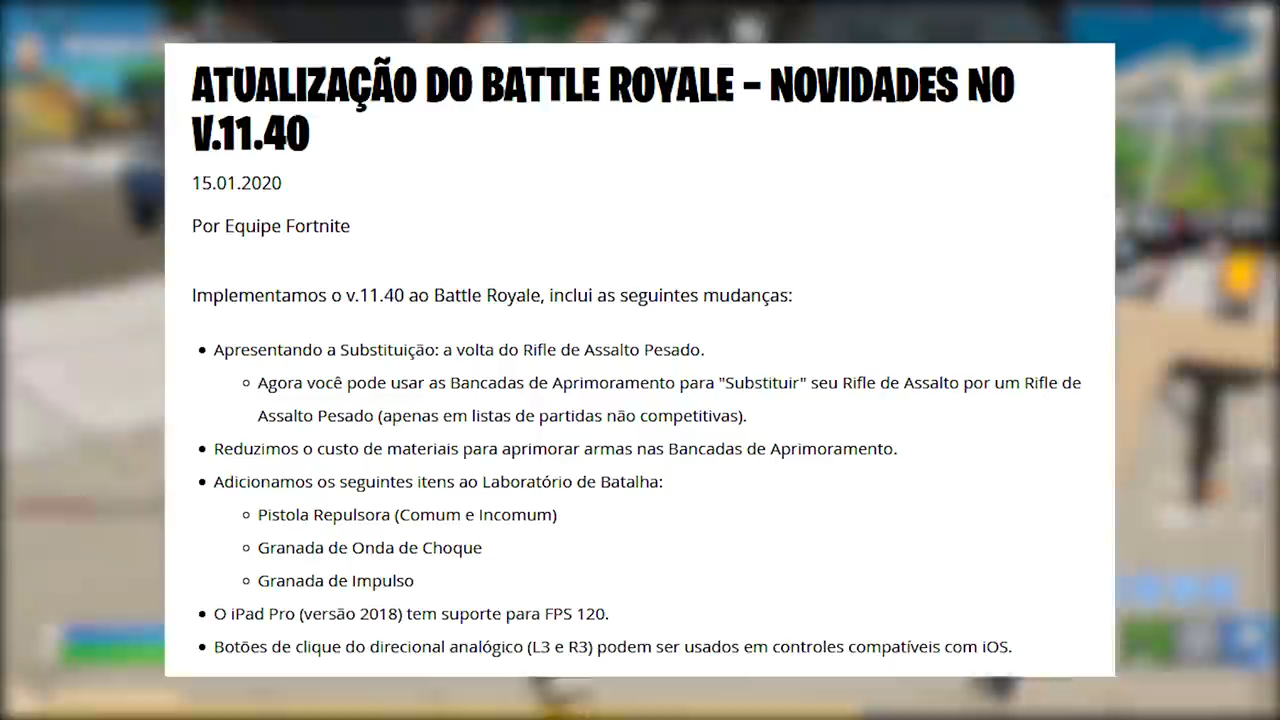 ATUALIZAÇÃO DO BATTLE ROYALE – NOVIDADES NO
V.11.40
15.01.2020
Por Equipe Fortnite
Implementamos o v.11.40 ao Battle Royale, inclui as seguintes mudanças:
• Apresentando a Substituição: a volta do Rifle de Assalto Pesado.
◦ Agora você pode usar as Bancadas de Aprimoramento para "Substituir" seu Rifle de Assalto por um Rifle de
Assalto Pesado (apenas em listas de partidas não competitivas).
• Reduzimos o custo de materiais para aprimorar armas nas Bancadas de Aprimoramento.
• Adicionamos os seguintes itens ao Laboratório de Batalha:
◦ Pistola Repulsora (Comum e Incomum)
◦ Granada de Onda de Choque
◦ Granada de Impulso
• O iPad Pro (versão 2018) tem suporte para FPS 120.
• Botões de clique do direcional analógico (L3 e R3) podem ser usados em controles compatíveis com iOS.